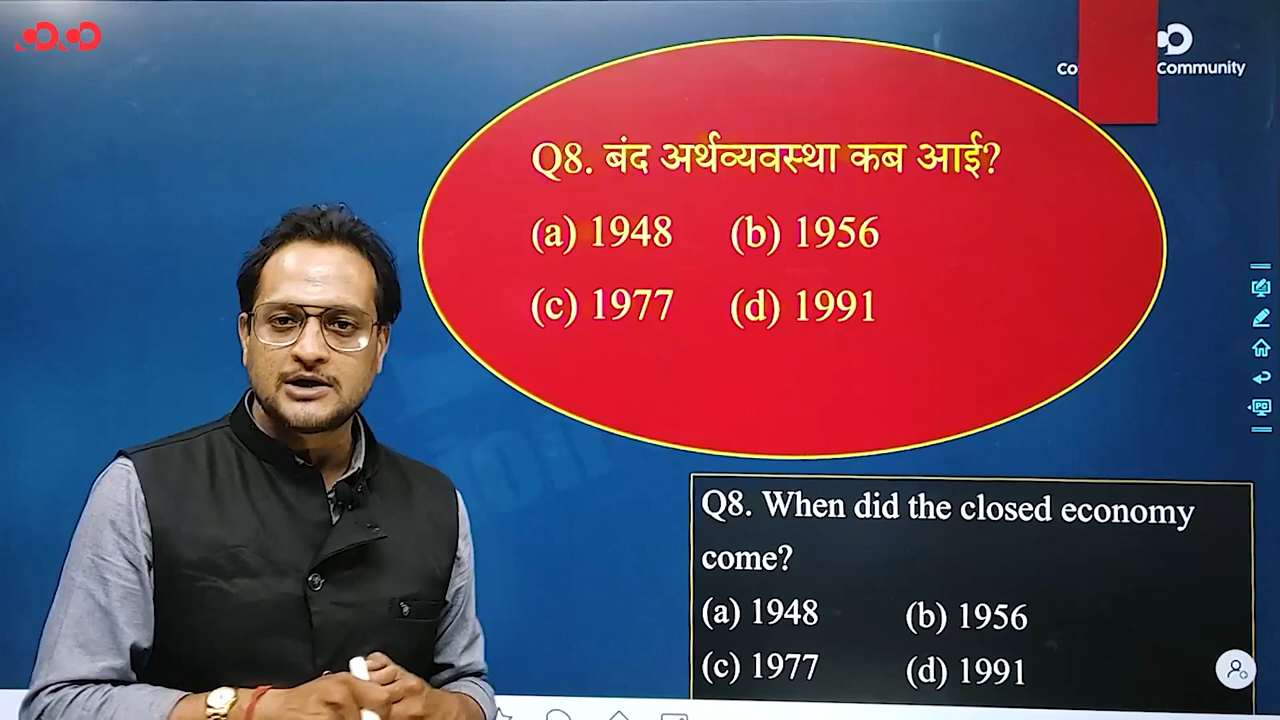 Co Community
Q8. बंद अर्थव्यवस्था कब आई?
(a) 1948 (b) 1956
(c) 1977 (d) 1991
Q8. When did the closed economy
come?
(a) 1948 (b) 1956
(c) 1977 (d) 1991